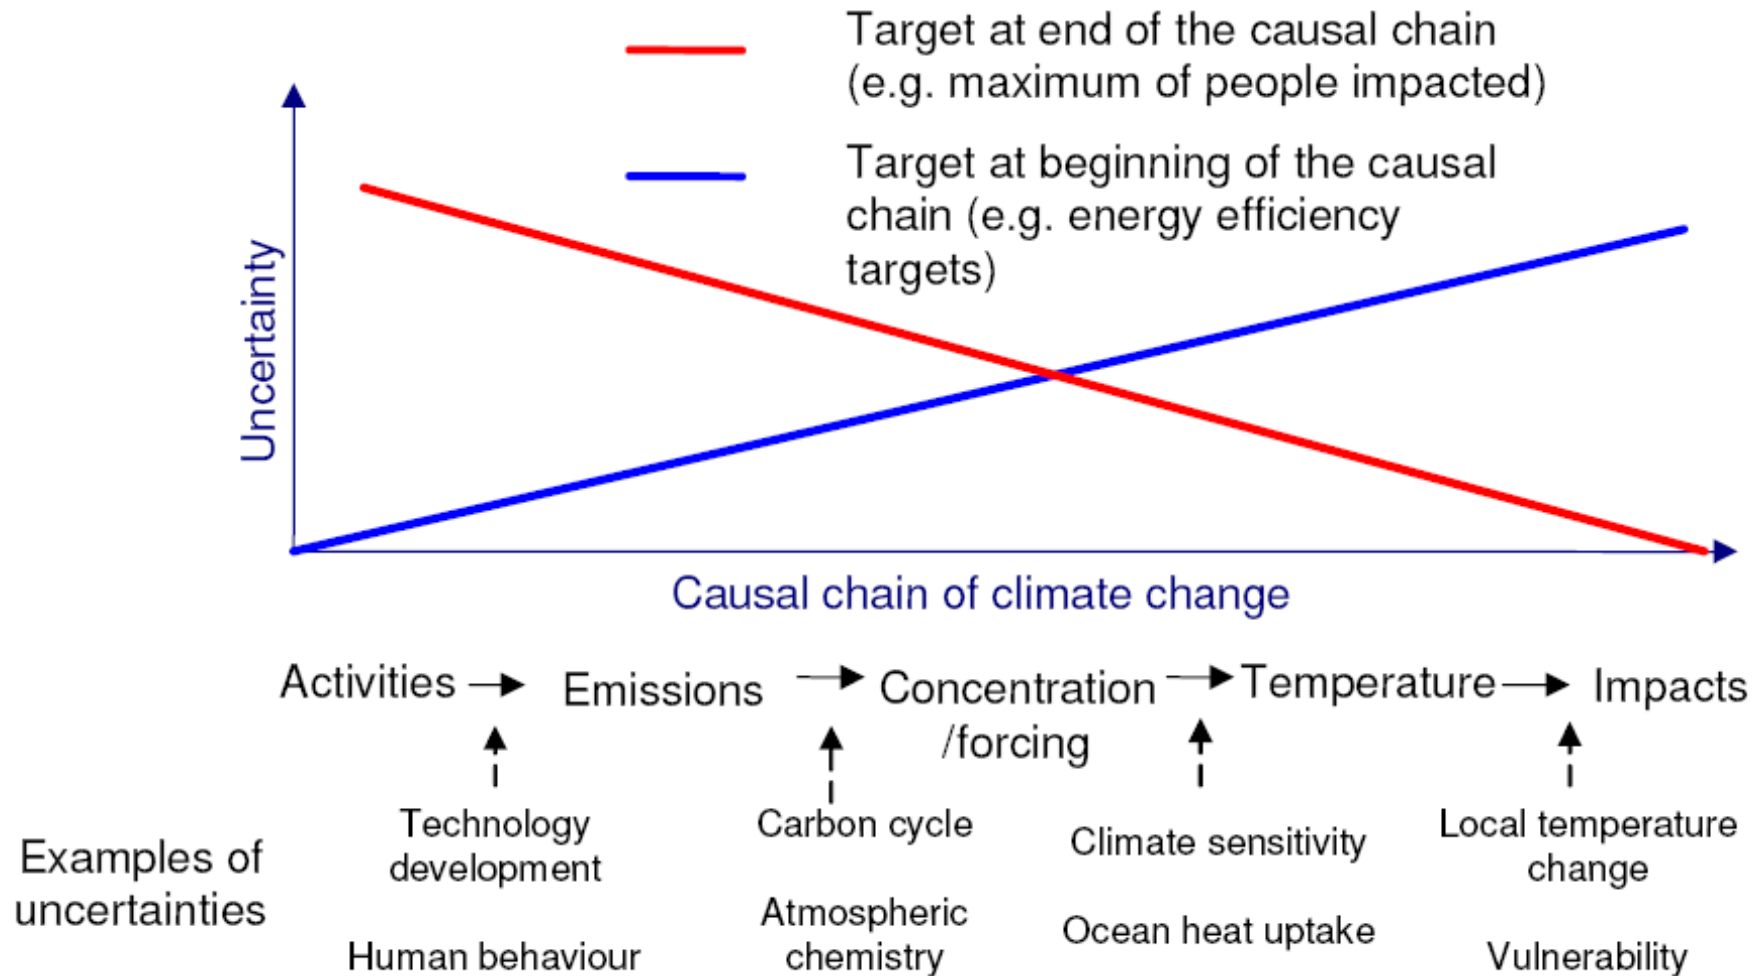 Target at end of the causal chain
(e.g. maximum of people impacted)
Target at beginning of the causal
chain (e.g. energy efficiency
targets)
Uncertainty
Causal chain of climate change
Activities
Emissions
Concentration
/forcing
Temperature
Impacts
Examples of
uncertainties
Technology
development
Human behaviour
Carbon cycle
Atmospheric
chemistry
Climate sensitivity
Ocean heat uptake
Local temperature
change
Vulnerability